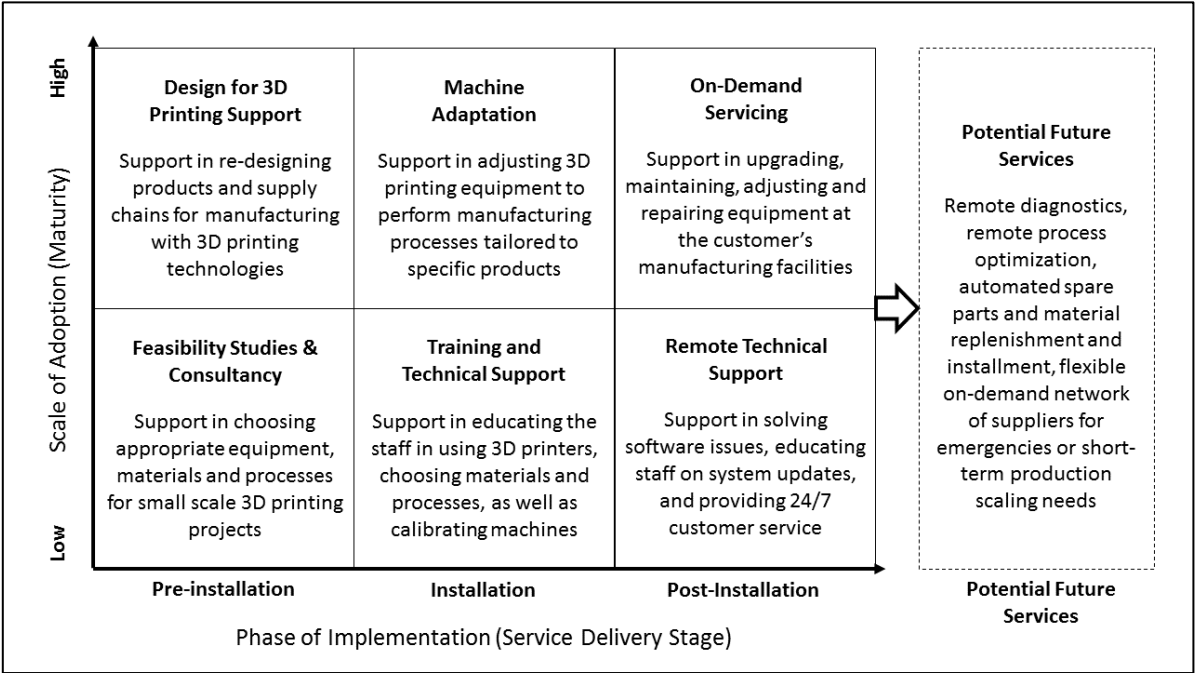 High
Scale of Adoption (Maturity)
Low
Design for 3D
Printing Support
Support in re-designing
products and supply
chains for manufacturing
with 3D printing
technologies
Machine
Adaptation
Support in adjusting 3D
printing equipment to
perform manufacturing
processes tailored to
specific products
On-Demand
Servicing
Support in upgrading,
maintaining, adjusting and
repairing equipment at
the customer’s
manufacturing facilities
Feasibility Studies &
Consultancy
Support in choosing
appropriate equipment,
materials and processes
for small scale 3D printing
projects
Training and
Technical Support
Support in educating the
staff in using 3D printers,
choosing materials and
processes, as well as
calibrating machines
Remote Technical
Support
Support in solving
software issues, educating
staff on system updates,
and providing 24/7
customer service
Potential Future
Services
Remote diagnostics,
remote process
optimization,
automated spare
parts and material
replenishment and
installment, flexible
on-demand network
of suppliers for
emergencies or short-
term production
scaling needs
Pre-installation
Installation
Post-Installation
Potential Future
Services
Phase of Implementation (Service Delivery Stage)